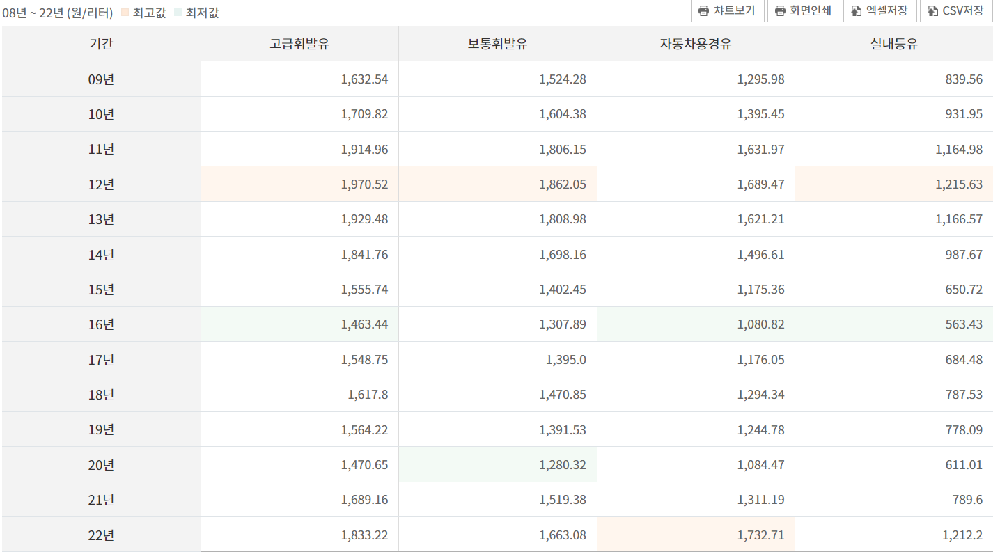 08년 ~ 22년 (원/리터) 최고값 최저값 챠트보기 화면인쇄 엑셀저장 CSV저장
기간 고급휘발유 보통휘발유 자동차용경유 실내등유
09년 1,632.54 1,524.28 1,295.98 839.56
10년 1,709.82 1,604.38 1,395.45 931.95
11년 1,914.96 1,806.15 1,631.97 1,164.98
12년 1,970.52 1,862.05 1,689.47 1,215.63
13년 1,929.48 1,808.98 1,621.21 1,166.57
14년 1,841.76 1,698.16 1,496.61 987.67
15년 1,555.74 1,402.45 1,175.36 650.72
16년 1,463.44 1,307.89 1,080.82 563.43
17년 1,548.75 1,395.0 1,176.05 684.48
18년 1,617.8 1,470.85 1,294.34 787.53
19년 1,564.22 1,391.53 1,244.78 778.09
20년 1,470.65 1,280.32 1,084.47 611.01
21년 1,689.16 1,519.38 1,311.19 789.6
22년 1,833.22 1,663.08 1,732.71 1,212.2